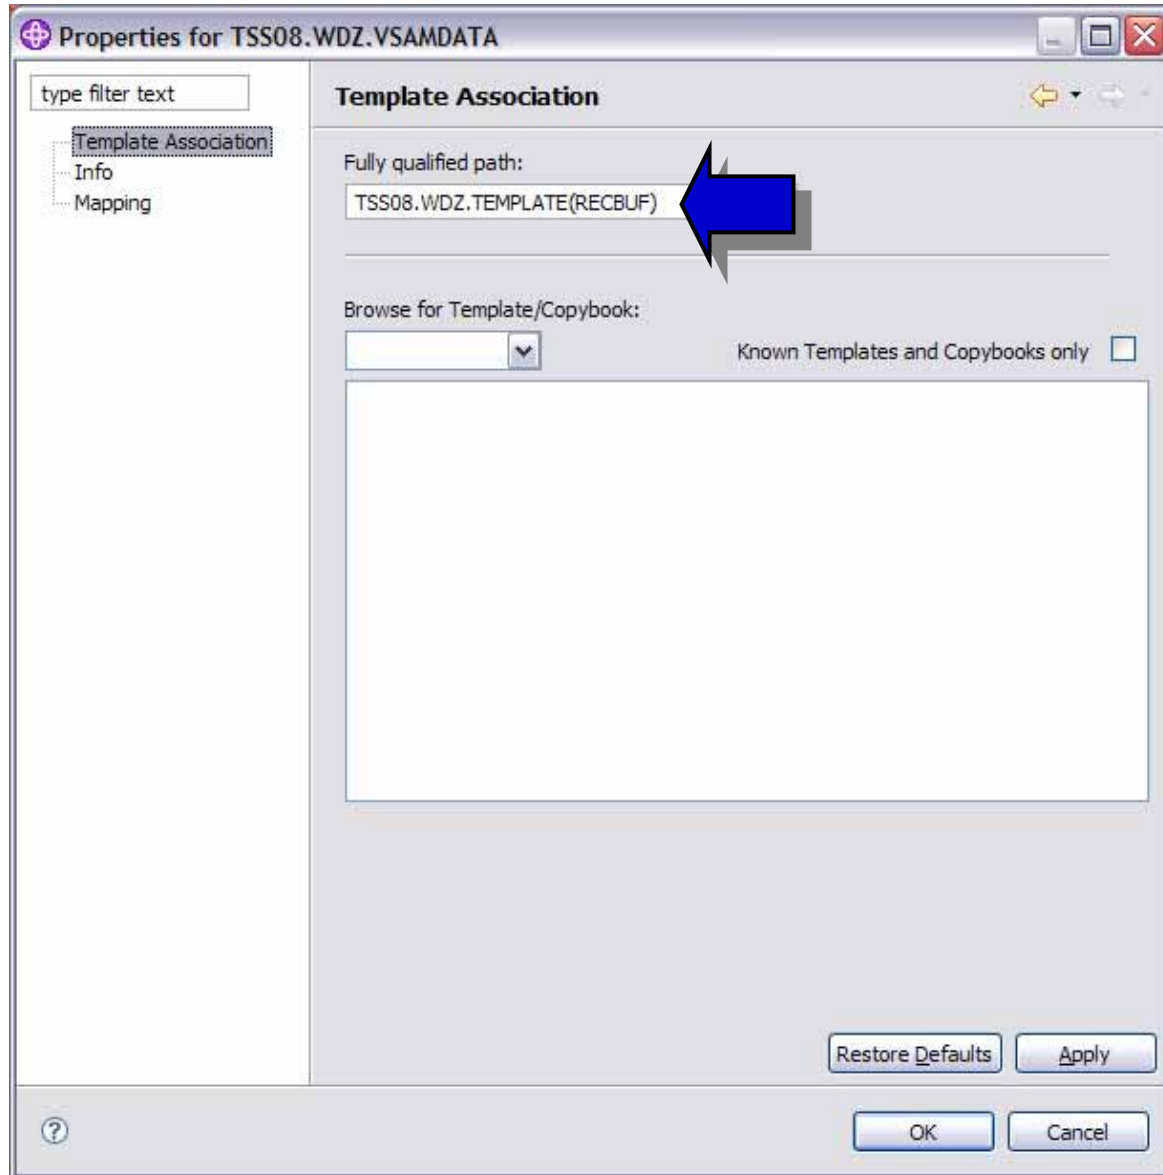 Properties for TSS08.WDZ.VSAMDATA
type filter text
Template Association
Info
Mapping
Template Association
Fully qualified path:
TSS08.WDZ.TEMPLATE(RECBUF)
Browse for Template/Copybook:
Known Templates and Copybooks only
Restore Defaults
Apply
?
OK
Cancel